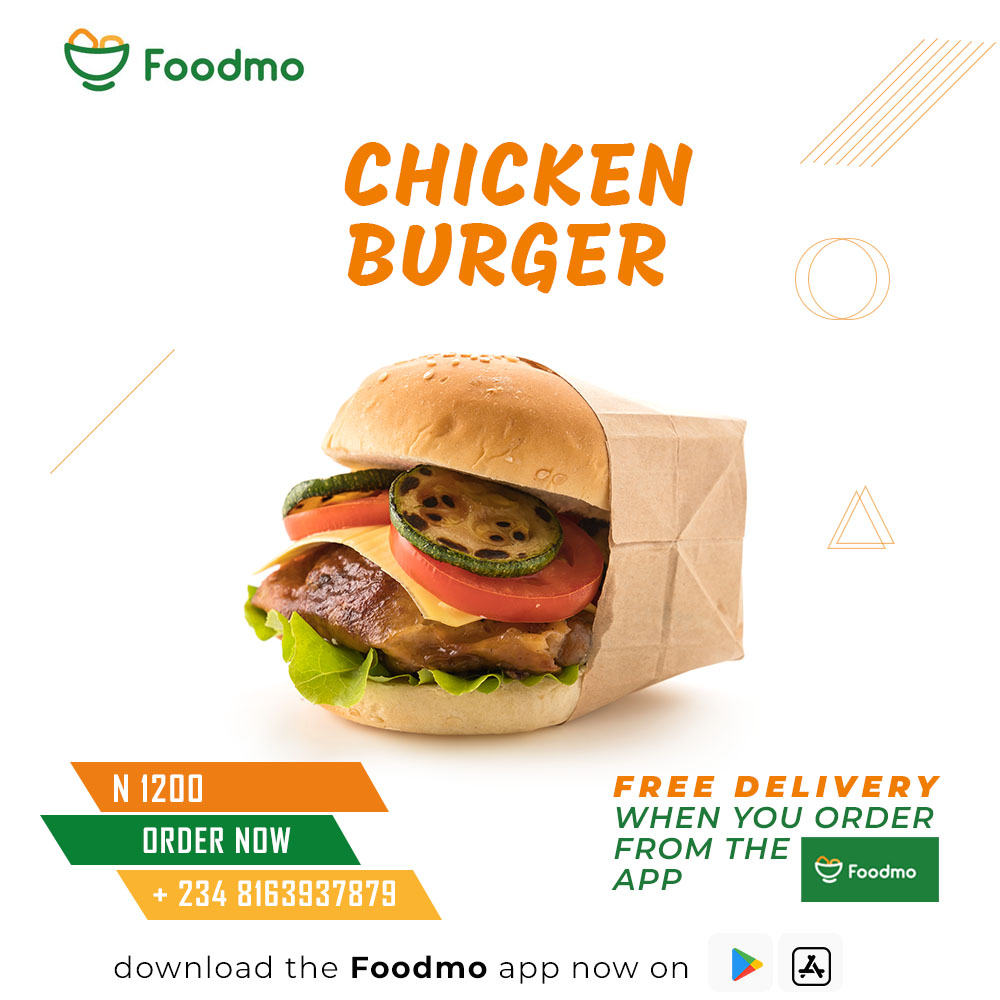 Foodmo
CHICKEN
BURGER
N 1200
ORDER NOW
+ 234 8163937879
FREE DELIVERY
WHEN YOU ORDER
FROM THE
APP
Foodmo
download the Foodmo app now on